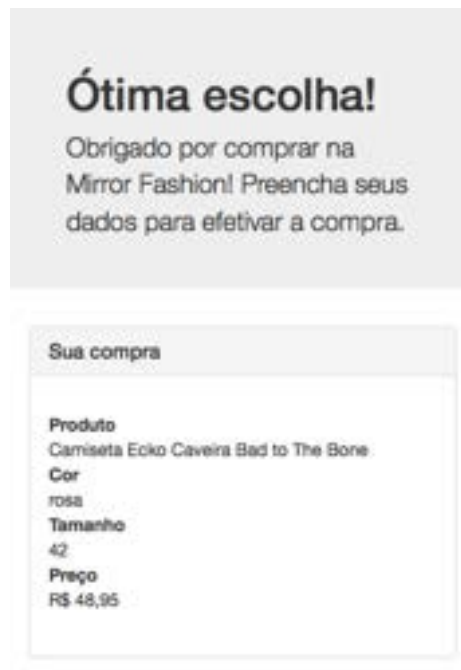 Ótima escolha!
Obrigado por comprar na
Mirror Fashion! Preencha seus
dados para efetivar a compra.
Sua compra
Produto
Camiseta Ecko Caveira Bad to The Bone
Cor
rosa
Tamanho
42
Preço
R$ 48,95